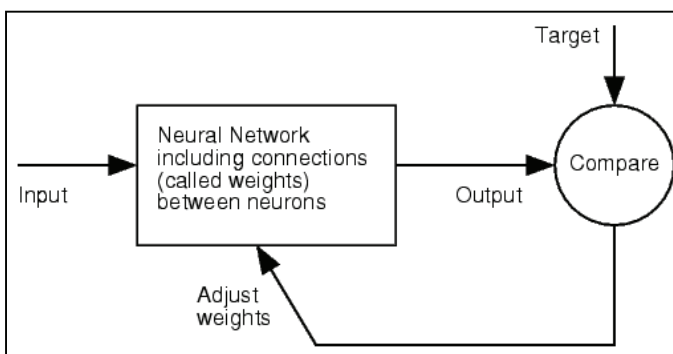 Target
Neural Network
including connections
(called weights)
between neurons
Compare
Input
Output
Adjust
weights